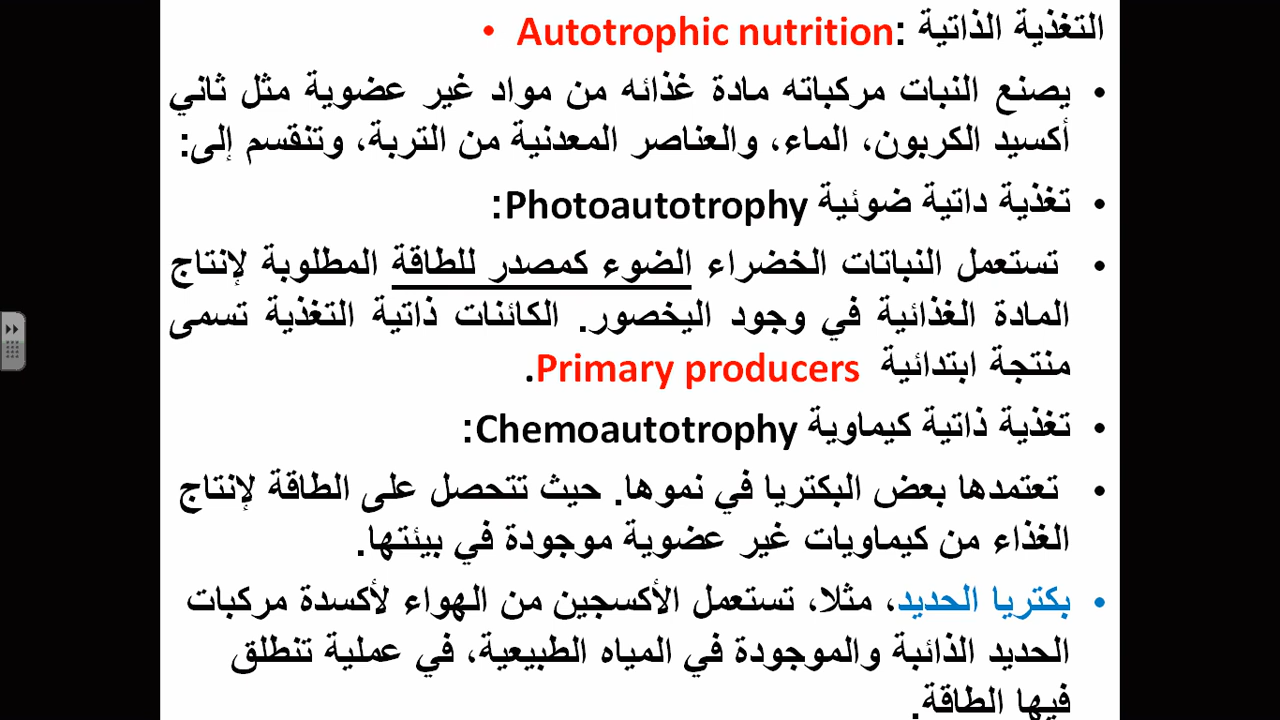 التغذية الذاتية :Autotrophic nutrition •
• يصنع النبات مركباته مادة غذائه من مواد غير عضوية مثل ثاني
أكسيد الكربون، الماء، والعناصر المعدنية من التربة، وتنقسم إلى:
• تغذية داتية ضوئية Photoautotrophy:
• تستعمل النباتات الخضراء الضوء كمصدر للطاقة المطلوبة لإنتاج
المادة الغذائية في وجود اليخصور. الكائنات ذاتية التغذية تسمى
منتجة ابتدائية Primary producers.
• تغذية ذاتية كيماوية Chemoautotrophy:
• تعتمدها بعض البكتريا في نموها. حيث تتحصل على الطاقة لإنتاج
الغذاء من كيماويات غير عضوية موجودة في بيئتها.
• بكتريا الحديد، مثلا، تستعمل الأكسجين من الهواء لأكسدة مركبات
الحديد الذائبة والموجودة في المياه الطبيعية، في عملية تنطلق
فيها الطاقة.